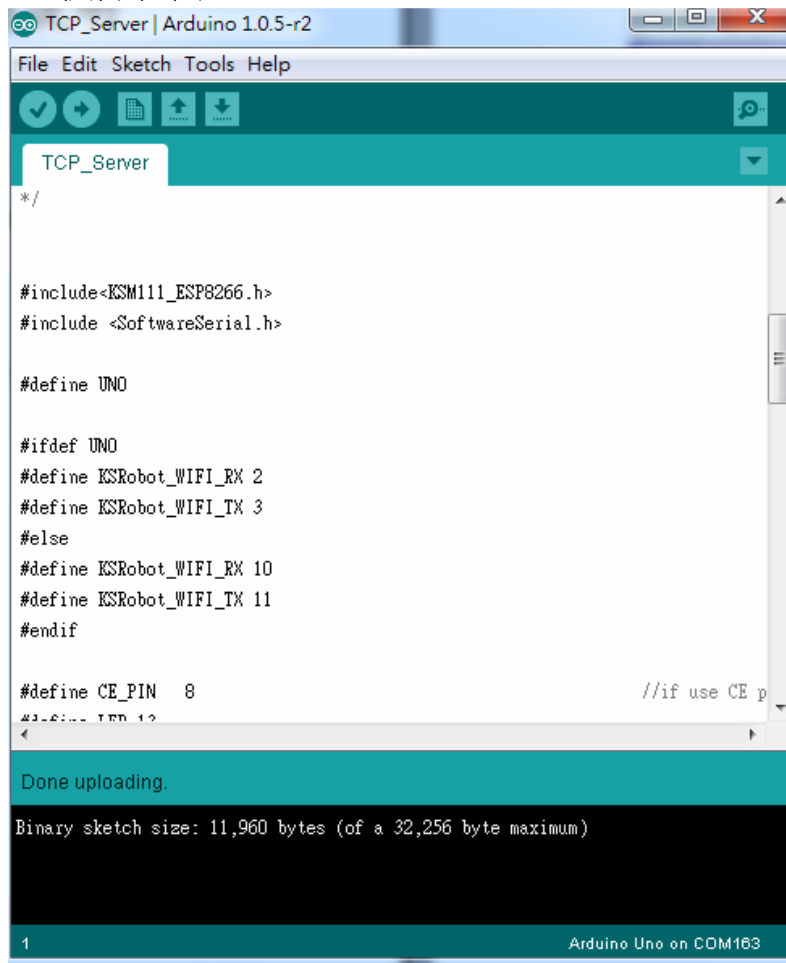 TCP_Server | Arduino 1.0.5-r2
File Edit Sketch Tools Help
TCP_Server
*/
#include<KSM111_ESP8266.h>
#include <SoftwareSerial.h>
#define UNO
#ifdef UNO
#define KSRobot_WIFI_RX 2
#define KSRobot_WIFI_TX 3
#else
#define KSRobot_WIFI_RX 10
#define KSRobot_WIFI_TX 11
#endif
#define CE_PIN 8 //if use CE p
#define LED 13
Done uploading.
Binary sketch size: 11,960 bytes (of a 32,256 byte maximum)
1 Arduino Uno on COM163